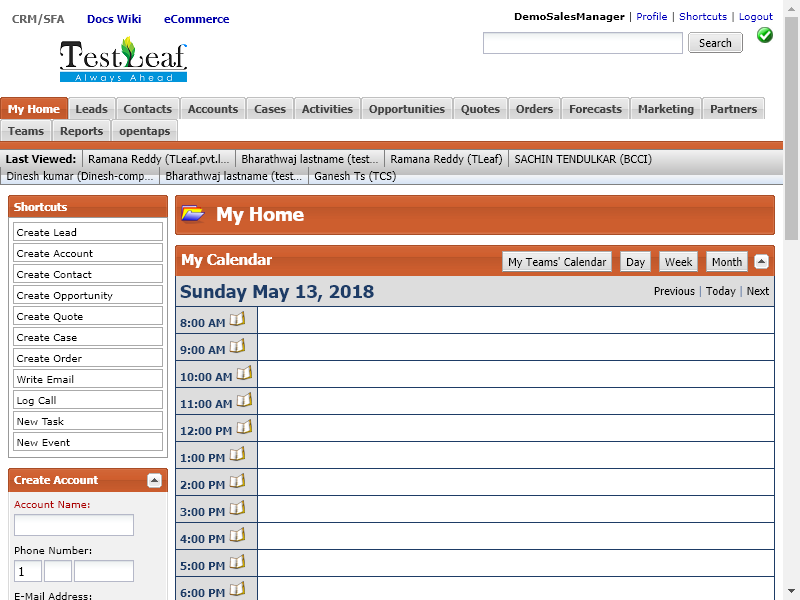 CRM/SFA Docs Wiki eCommerce
DemoSalesManager | Profile | Shortcuts | Logout
Search
TestLeaf
Always Ahead
My Home Leads Contacts Accounts Cases Activities Opportunities Quotes Orders Forecasts Marketing Partners
Teams Reports opentaps
Last Viewed: Ramana Reddy (TLeaf.pvt.l... Bharathwaj lastname (test... Ramana Reddy (TLeaf) SACHIN TENDULKAR (BCCI)
Dinesh kumar (Dinesh-comp... Bharathwaj lastname (test... Ganesh Ts (TCS)
Shortcuts
Create Lead
Create Account
Create Contact
Create Opportunity
Create Quote
Create Case
Create Order
Write Email
Log Call
New Task
New Event
Create Account
Account Name:
Phone Number:
1
E-Mail Address:
My Home
My Calendar
My Teams' Calendar Day Week Month
Sunday May 13, 2018
Previous | Today | Next
8:00 AM
9:00 AM
10:00 AM
11:00 AM
12:00 PM
1:00 PM
2:00 PM
3:00 PM
4:00 PM
5:00 PM
6:00 PM